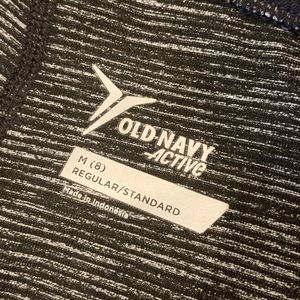 OLD NAVY
ACTIVE
M (8)
REGULAR/STANDARD
Made in Indonesia